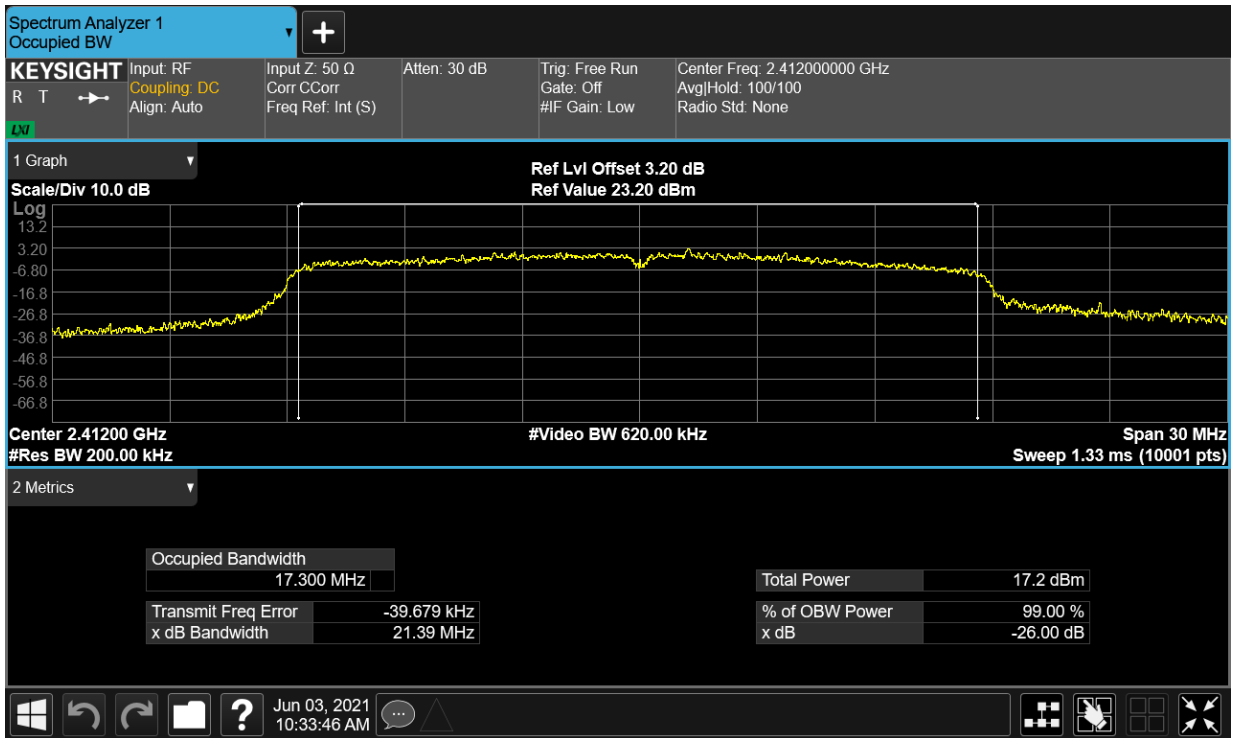 Spectrum Analyzer 1
Occupied BW
KEYSIGHT
R T
LXI
Input: RF
Coupling: DC
Align: Auto
Input Z: 50 Ω
Corr CCorr
Freq Ref: Int (S)
Atten: 30 dB
Trig: Free Run
Gate: Off
#IF Gain: Low
Center Freq: 2.412000000 GHz
Avg|Hold: 100/100
Radio Std: None
1 Graph
Scale/Div 10.0 dB
Ref Lvl Offset 3.20 dB
Ref Value 23.20 dBm
Log
13.2
3.20
-6.80
-16.8
-26.8
-36.8
-46.8
-56.8
-66.8
Center 2.41200 GHz
#Video BW 620.00 kHz
Span 30 MHz
#Res BW 200.00 kHz
Sweep 1.33 ms (10001 pts)
2 Metrics
Occupied Bandwidth
17.300 MHz
Total Power 17.2 dBm
Transmit Freq Error -39.679 kHz
% of OBW Power 99.00 %
x dB Bandwidth 21.39 MHz
x dB -26.00 dB
?
Jun 03, 2021
10:33:46 AM